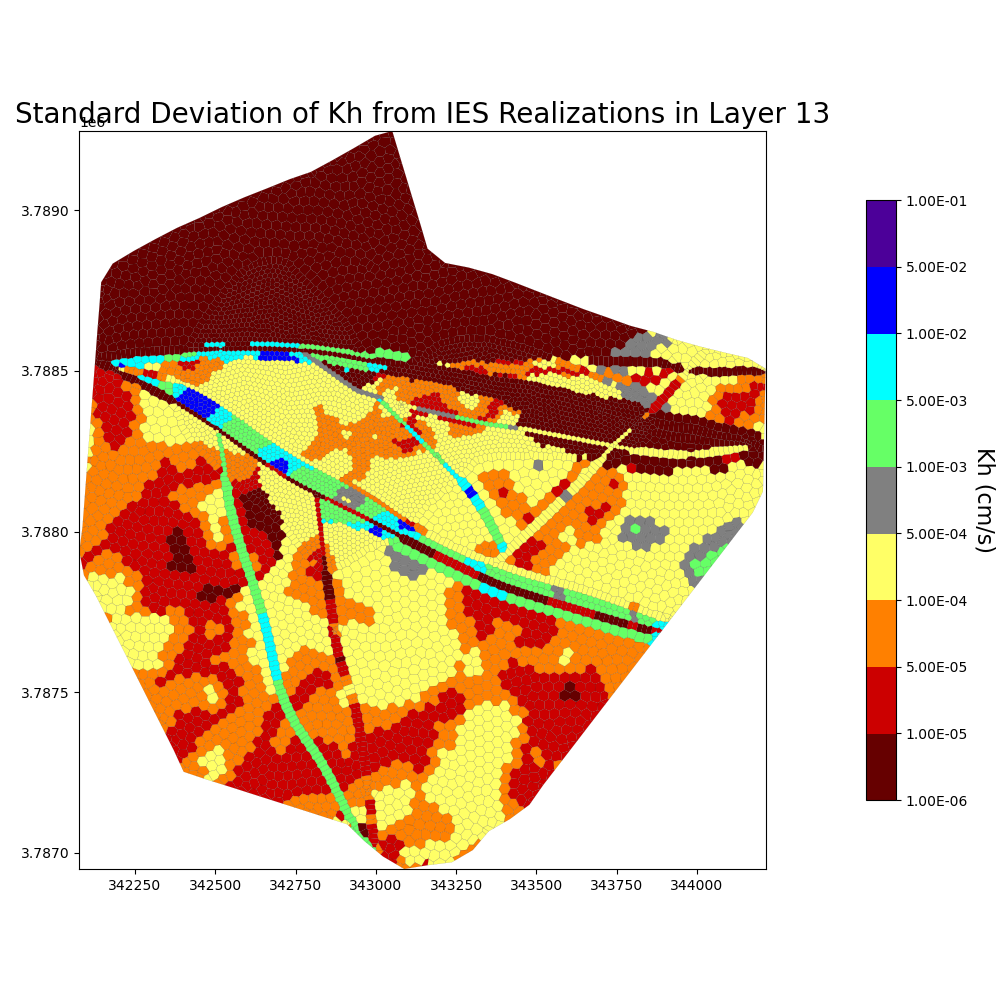 Standard Deviation of Kh from IES Realizations in Layer 13
1e6
3.7890
3.7885
3.7880
3.7875
3.7870
342250 342500 342750 343000 343250 343500 343750 344000
1.00E-01
5.00E-02
1.00E-02
5.00E-03
1.00E-03
5.00E-04
1.00E-04
5.00E-05
1.00E-05
1.00E-06
Kh (cm/s)